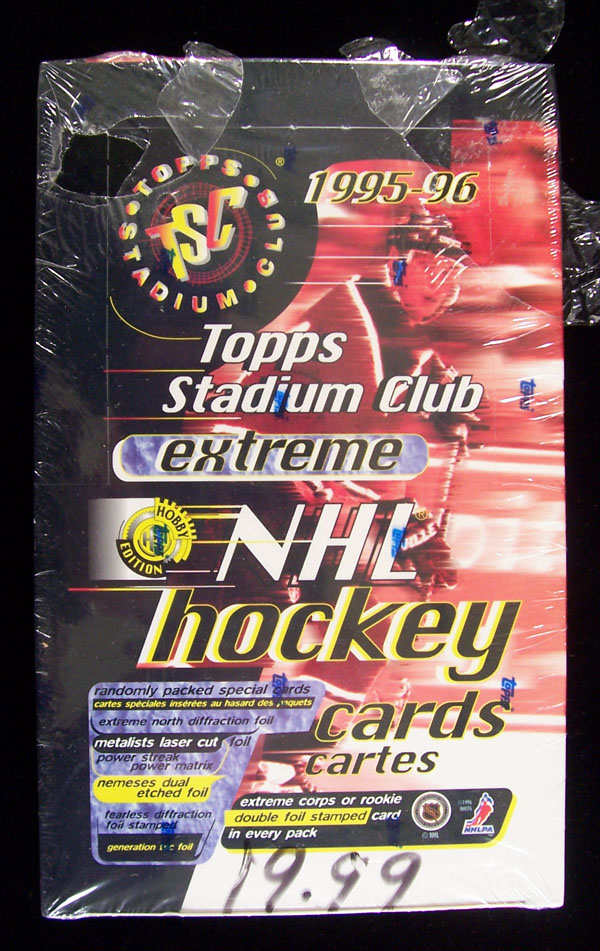 TOPPS
STADIUM CLUB
TSC
®
1995-96
Topps
Stadium Club
extreme
HOBBY
EDITION
NHL
hockey
cards
cartes
randomly packed special cards
cartes spéciales insérées au hasard des paquets
extreme north diffraction foil
metalists laser cut foil
power streak
power matrix
nemeses dual
etched foil
fearless diffraction
foil stamped
generation tsc foil
extreme corps or rookie
double foil stamped card
in every pack
© NHL
NHLPA
19.99